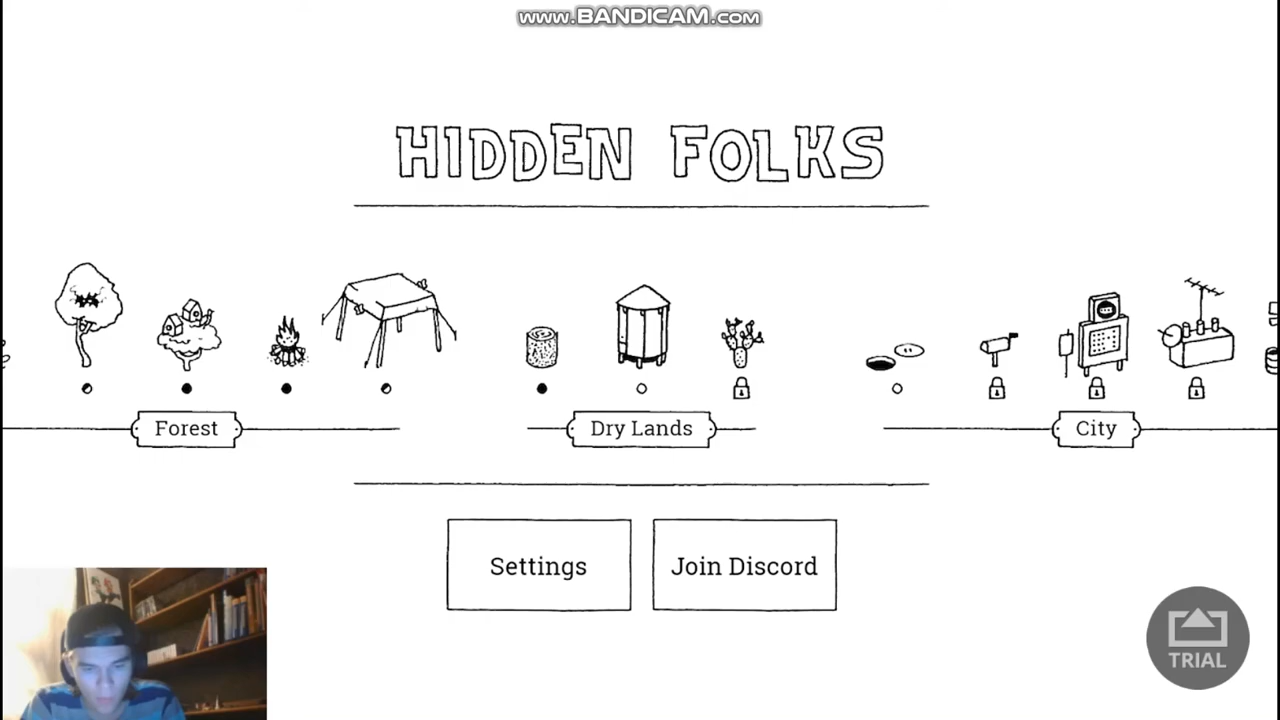 www.BANDICAM.com
HIDDEN FOLKS
Forest
Dry Lands
City
Settings
Join Discord
TRIAL